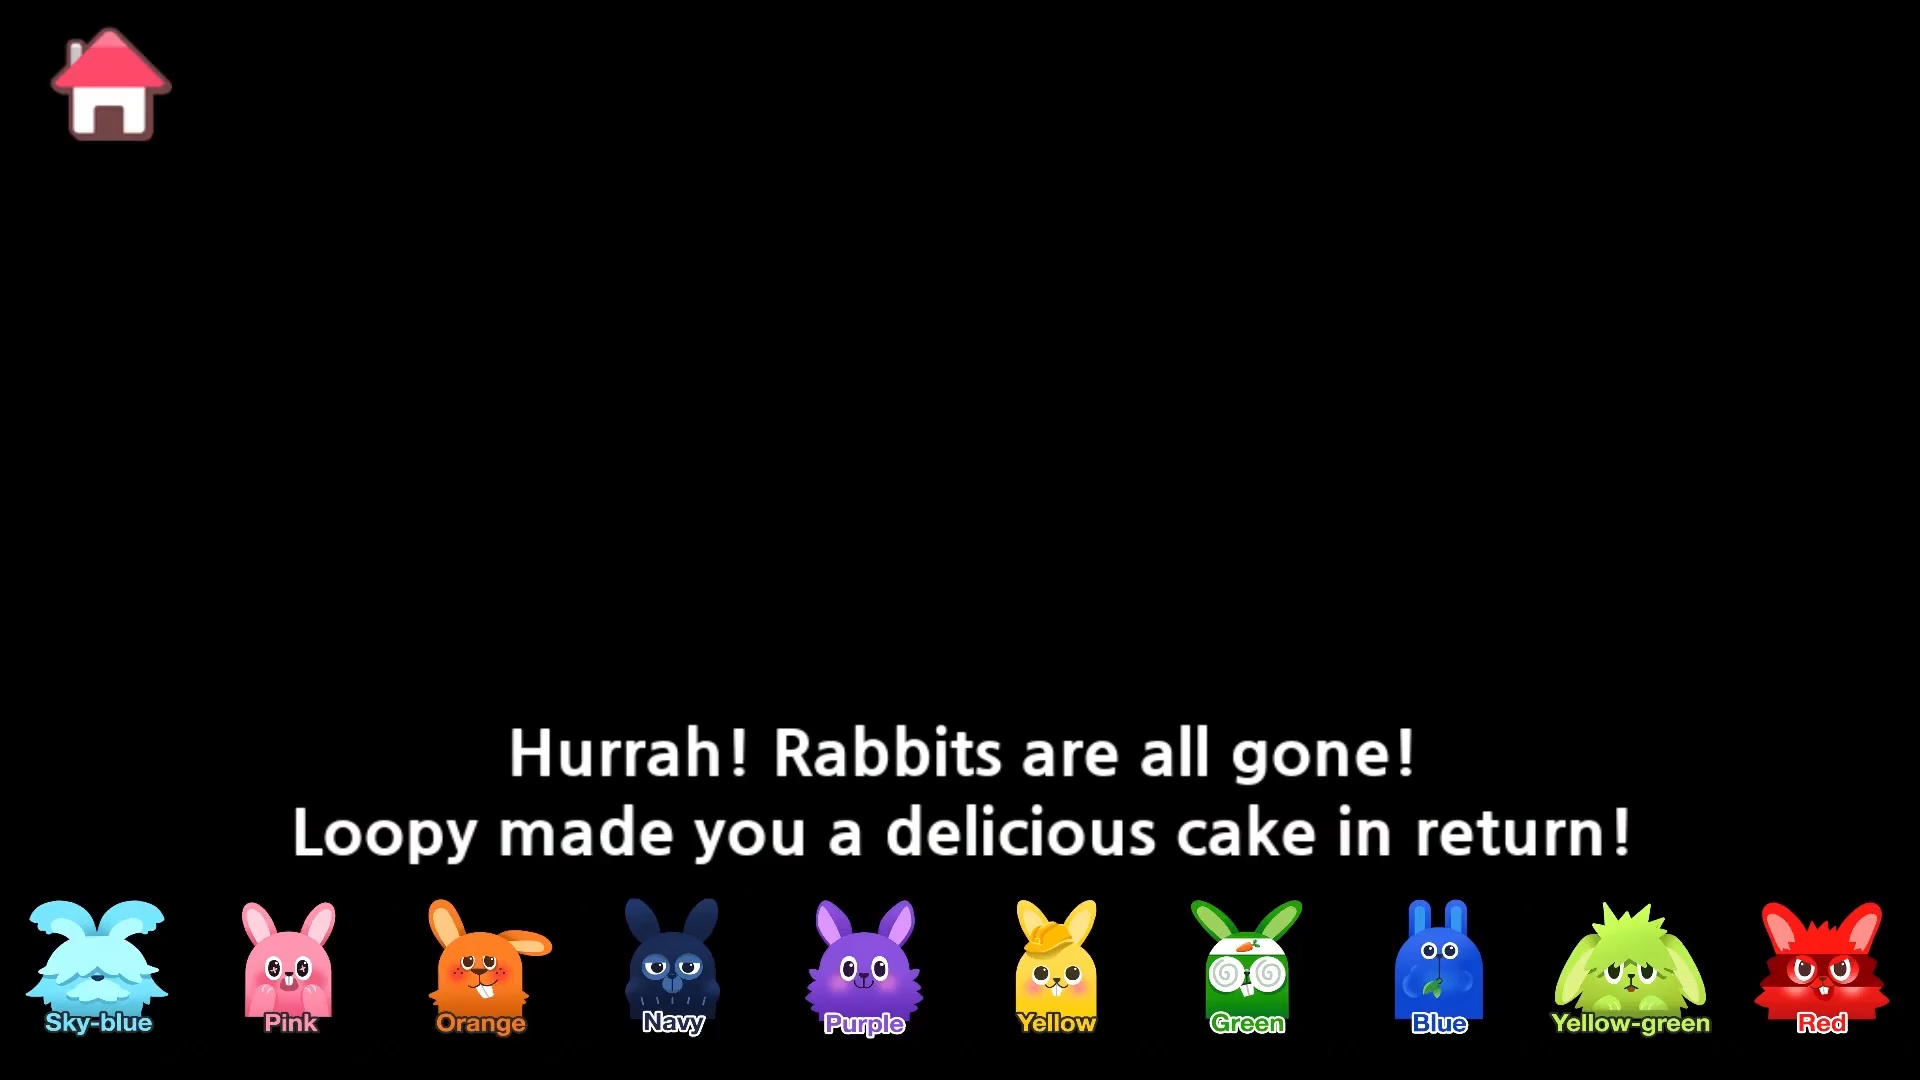 Hurrah! Rabbits are all gone!
Loopy made you a delicious cake in return!
Sky-blue Pink Orange Navy Purple Yellow Green Blue Yellow-green Red